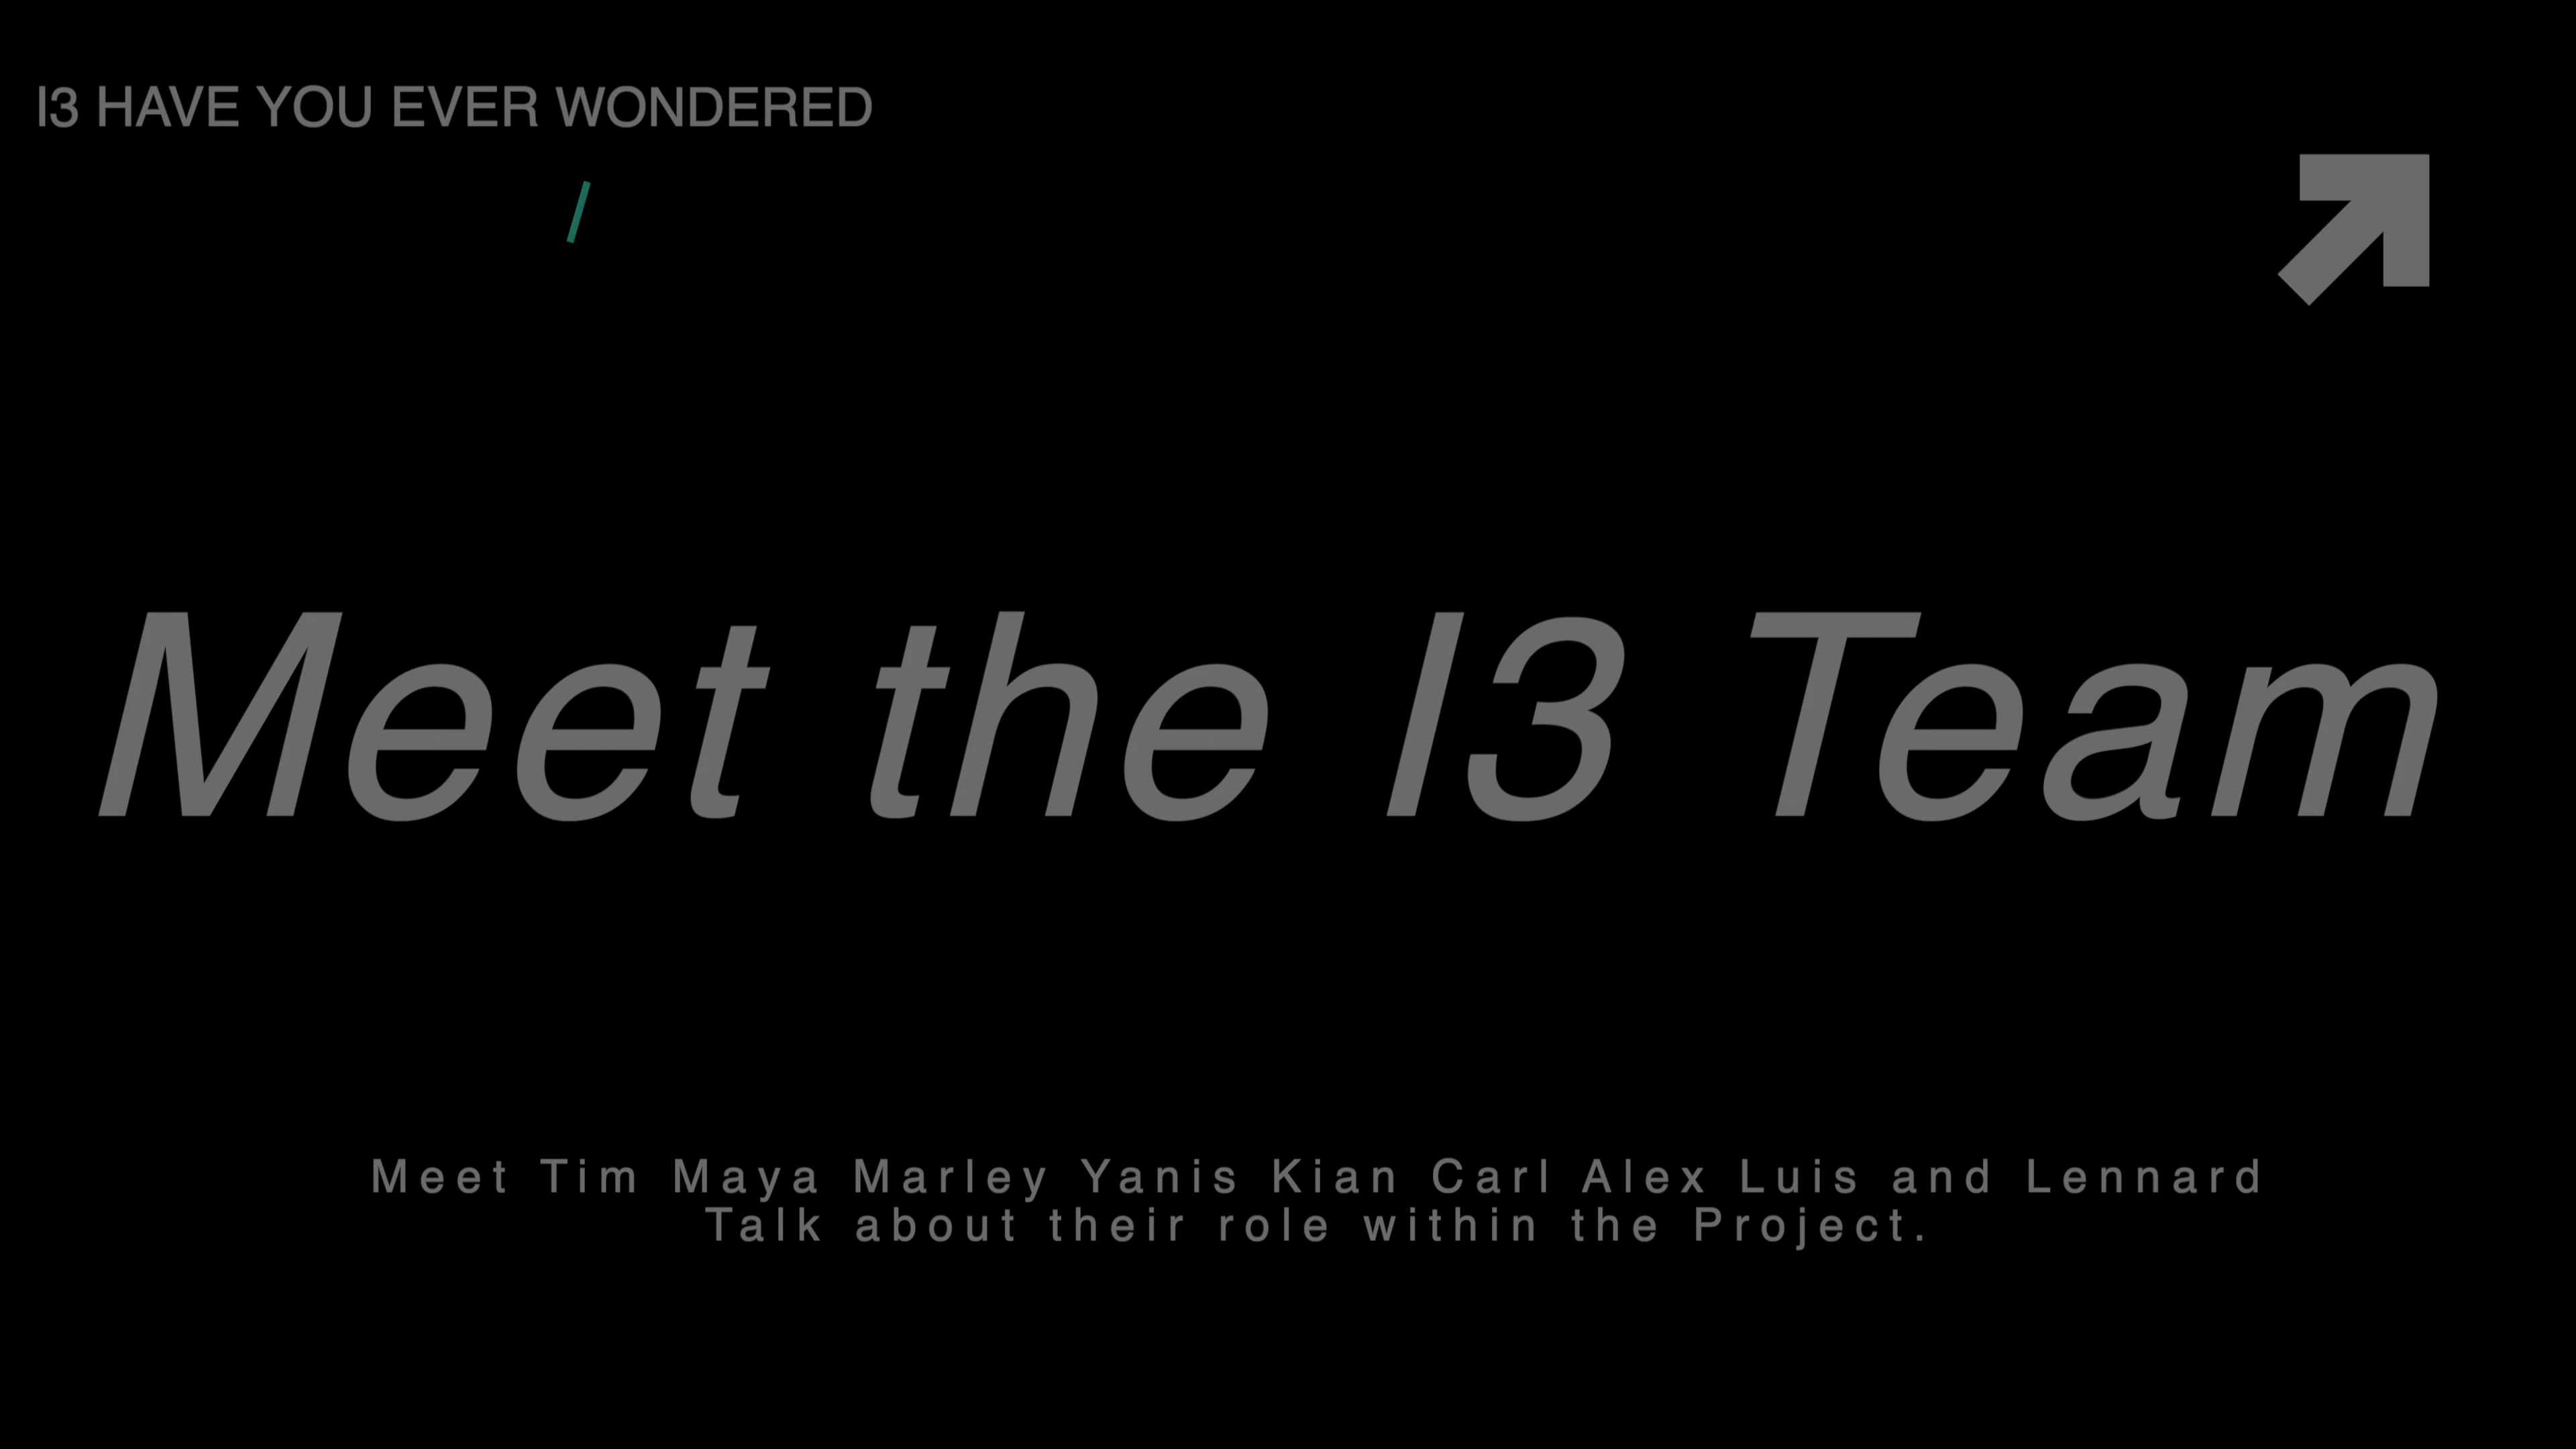 I3 HAVE YOU EVER WONDERED
Meet the I3 Team
Meet Tim Maya Marley Yanis Kian Carl Alex Luis and Lennard
Talk about their role within the Project.